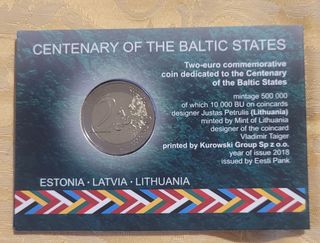 CENTENARY OF THE BALTIC STATES
Two-euro commemorative
coin dedicated to the Centenary
of the Baltic States
mintage 500 000
of which 10 000 BU on coincards
designer Justas Petrulis (Lithuania)
minted by Mint of Lithuania
designer of the coincard
Vladimir Taiger
printed by Kurowski Group Sp z o.o.
year of issue 2018
issued by Eesti Pank
2 EURO
ESTONIA · LATVIA · LITHUANIA